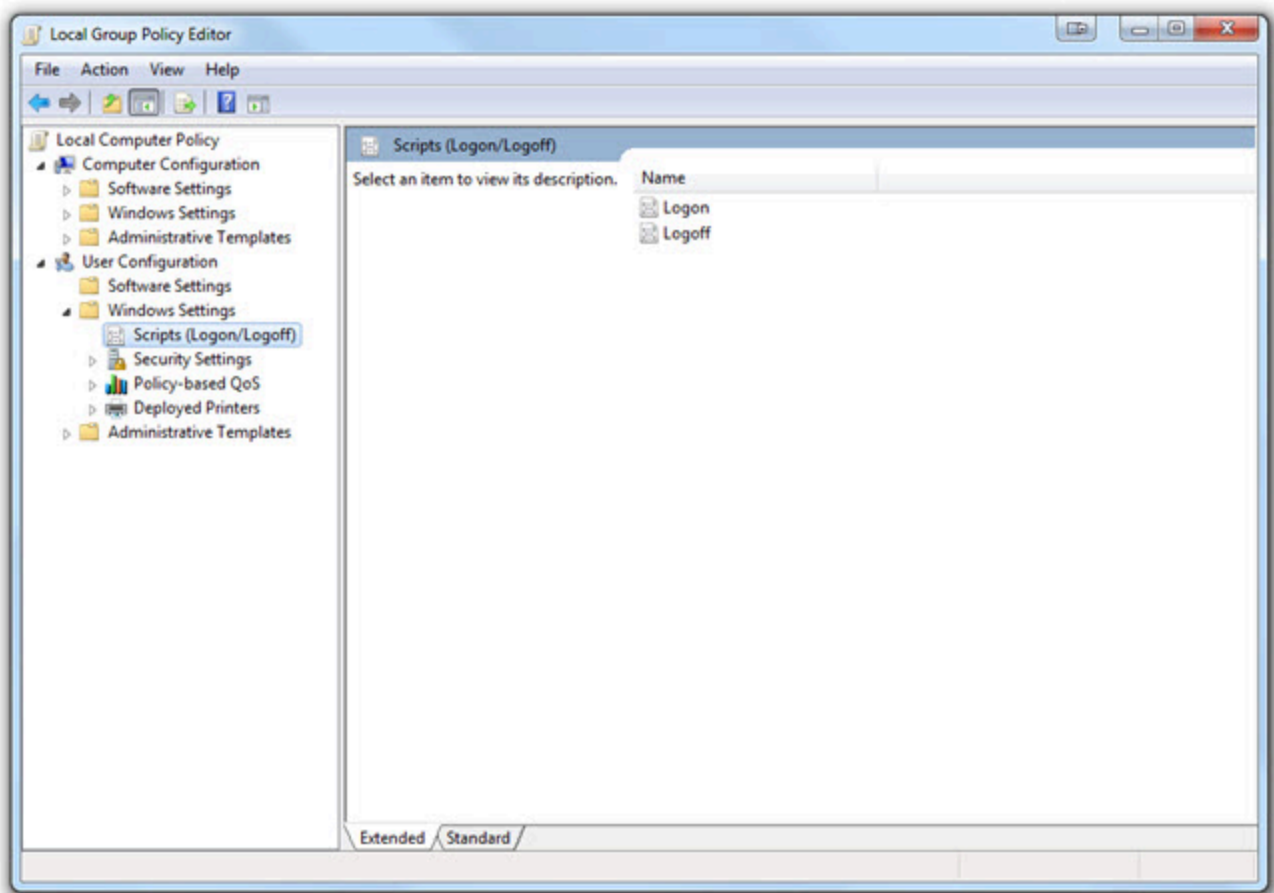 Local Group Policy Editor
File Action View Help
Local Computer Policy
Computer Configuration
Software Settings
Windows Settings
Administrative Templates
User Configuration
Software Settings
Windows Settings
Scripts (Logon/Logoff)
Security Settings
Policy-based QoS
Deployed Printers
Administrative Templates
Scripts (Logon/Logoff)
Select an item to view its description.
Name
Logon
Logoff
Extended Standard